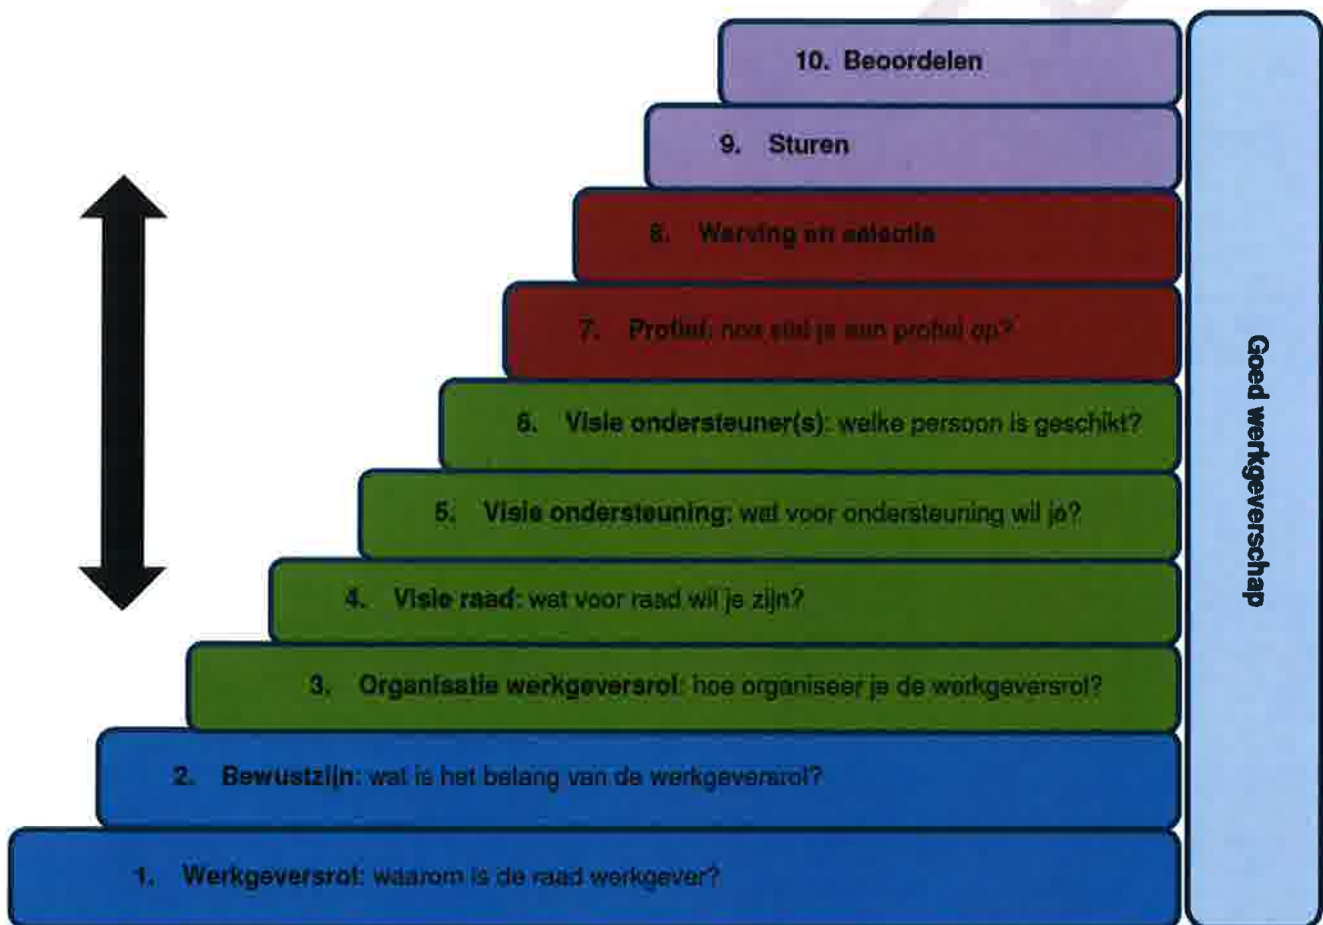 10. Beoordelen
9. Sturen
8. Werving en selectie
7. Profiel: hoe stel je een profiel op?
6. Visie ondersteuner(s): welke persoon is geschikt?
5. Visie ondersteuning: wat voor ondersteuning wil je?
4. Visie raad: wat voor raad wil je zijn?
3. Organisatie werkgeversrol: hoe organiseer je de werkgeversrol?
2. Bewustzijn: wat is het belang van de werkgeversrol?
1. Werkgeversrol: waarom is de raad werkgever?
Goed werkgeverschap